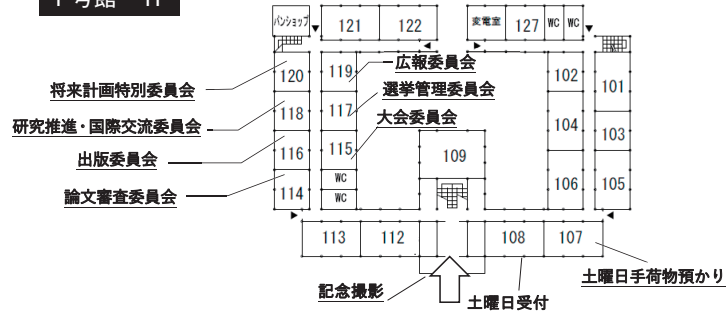 パンショップ
121
122
変電室
127
WC
WC
120
119
広報委員会
102
101
将来計画特別委員会
117
選挙管理委員会
118
大会委員会
104
103
研究推進・国際交流委員会
116
115
109
出版委員会
WC
106
105
114
WC
論文審査委員会
113
112
108
107
記念撮影
土曜日受付
土曜日手荷物預かり